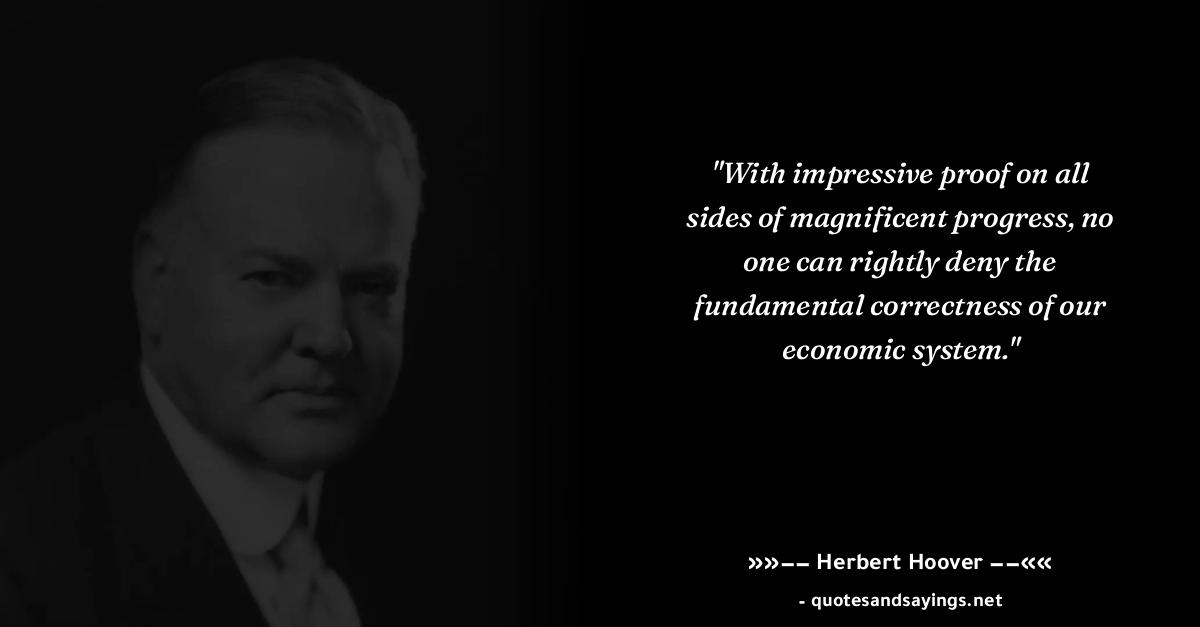 "With impressive proof on all
sides of magnificent progress, no
one can rightly deny the
fundamental correctness of our
economic system."
»»–– Herbert Hoover ––««
- quotesandsayings.net